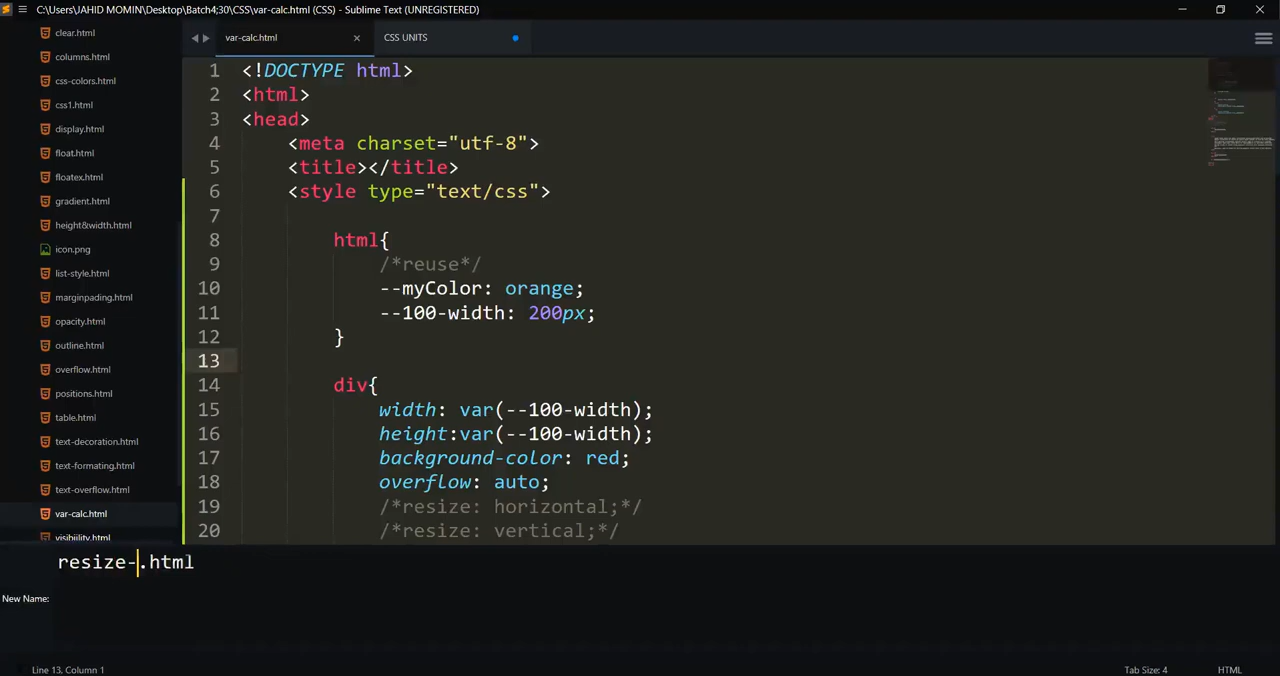 C:\Users\JAHID MOMIN\Desktop\Batch4;30\CSS\var-calc.html (CSS) - Sublime Text (UNREGISTERED)
var-calc.html
CSS UNITS
clear.html
columns.html
css-colors.html
css1.html
display.html
float.html
floatex.html
gradient.html
height&width.html
icon.png
list-style.html
marginpading.html
opacity.html
outline.html
overflow.html
positions.html
table.html
text-decoration.html
text-formating.html
text-overflow.html
var-calc.html
visibility.html
1 <!DOCTYPE html>
2 <html>
3 <head>
4 <meta charset="utf-8">
5 <title></title>
6 <style type="text/css">
7
8 html{
9 /*reuse*/
10 --myColor: orange;
11 --100-width: 200px;
12 }
13
14 div{
15 width: var(--100-width);
16 height:var(--100-width);
17 background-color: red;
18 overflow: auto;
19 /*resize: horizontal;*/
20 /*resize: vertical;*/
resize-.html
New Name:
Line 13, Column 1
Tab Size: 4
HTML